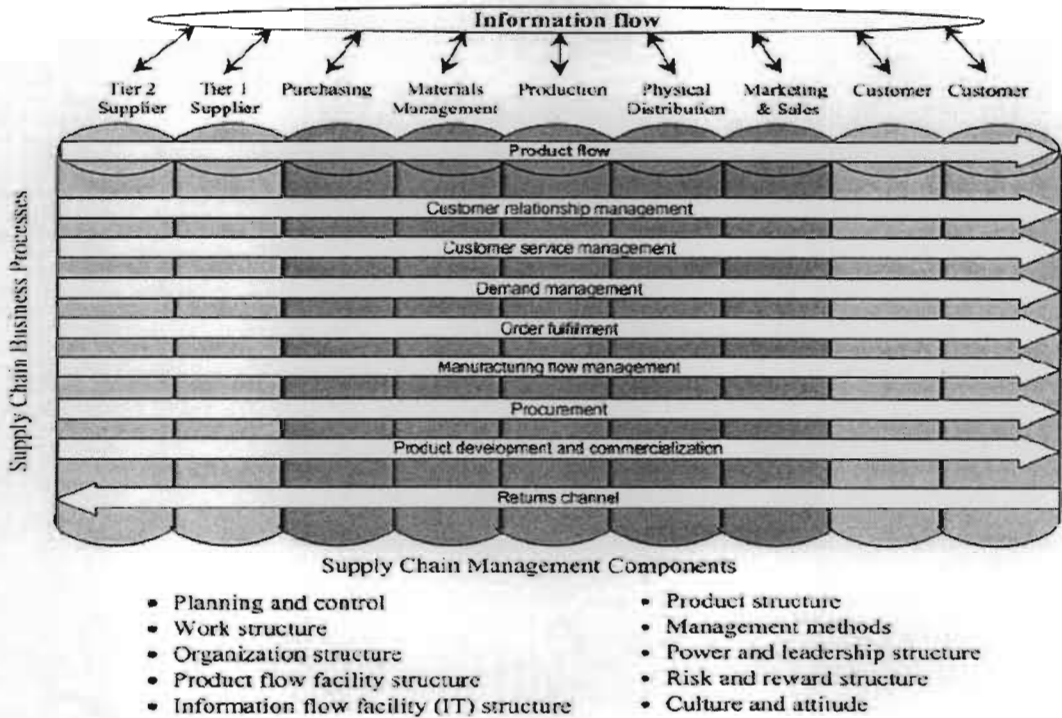 Information flow
Tier 2
Supplier
Tier 1
Supplier
Purchasing
Materials
Management
Production
Physical
Distribution
Marketing
& Sales
Customer
Customer
Product flow
Customer relationship management
Customer service management
Demand management
Order fulfilment
Manufacturing flow management
Procurement
Product development and commercialization
Returns channel
Supply Chain Business Processes
Supply Chain Management Components
• Planning and control
• Work structure
• Organization structure
• Product flow facility structure
• Information flow facility (IT) structure
• Product structure
• Management methods
• Power and leadership structure
• Risk and reward structure
• Culture and attitude